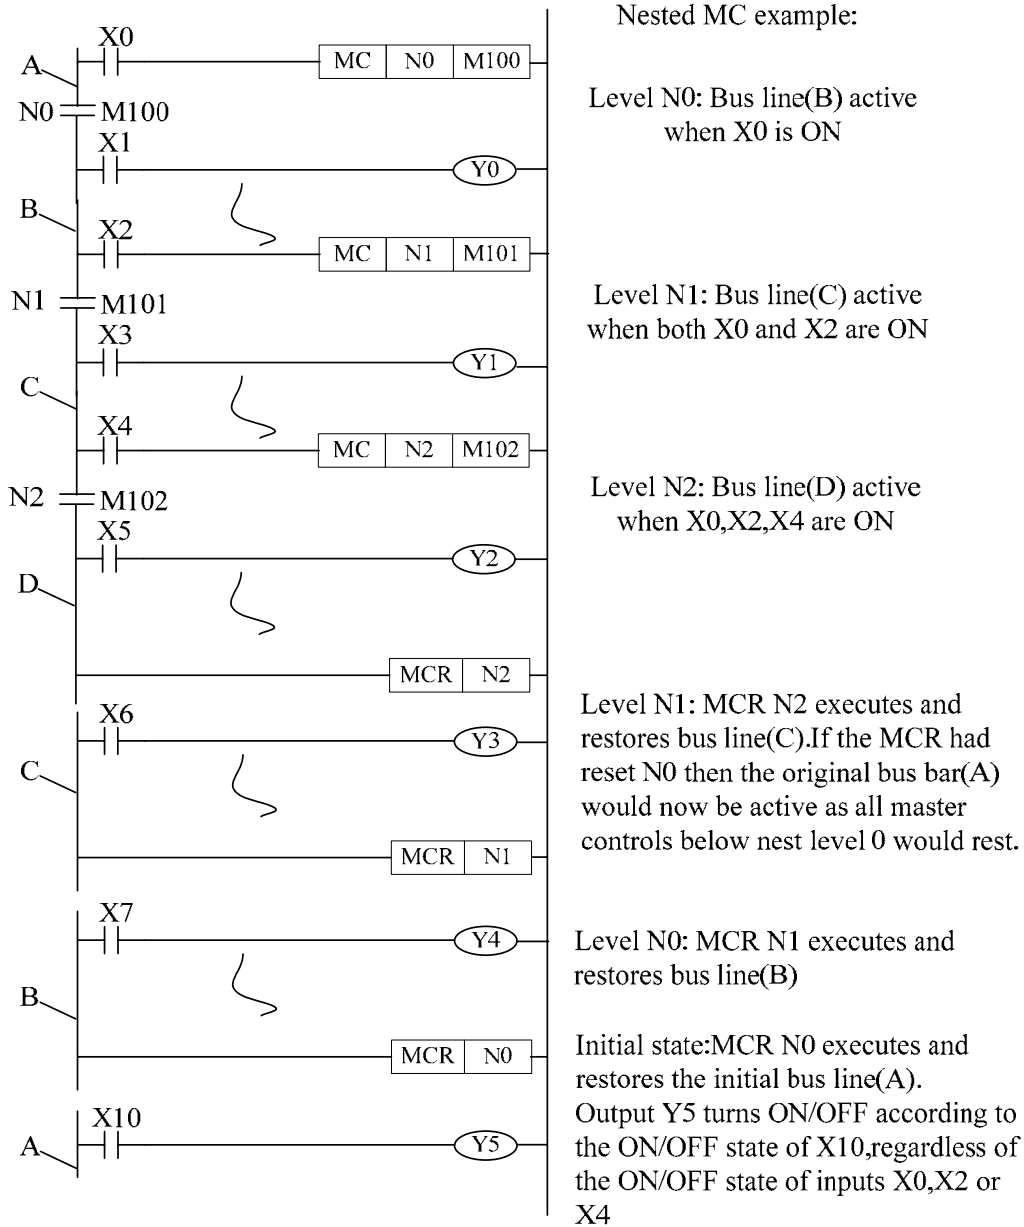 Nested MC example:
X0
A
MC N0 M100
N0 M100
Level N0: Bus line(B) active
when X0 is ON
X1
Y0
B
X2
MC N1 M101
N1 M101
Level N1: Bus line(C) active
when both X0 and X2 are ON
X3
Y1
C
X4
MC N2 M102
N2 M102
Level N2: Bus line(D) active
when X0,X2,X4 are ON
X5
Y2
D
MCR N2
X6
Y3
C
MCR N1
Level N1: MCR N2 executes and
restores bus line(C).If the MCR had
reset N0 then the original bus bar(A)
would now be active as all master
controls below nest level 0 would rest.
X7
Y4
Level N0: MCR N1 executes and
restores bus line(B)
B
MCR N0
Initial state:MCR N0 executes and
restores the initial bus line(A).
Output Y5 turns ON/OFF according to
the ON/OFF state of X10,regardless of
the ON/OFF state of inputs X0,X2 or
X4
X10
A
Y5